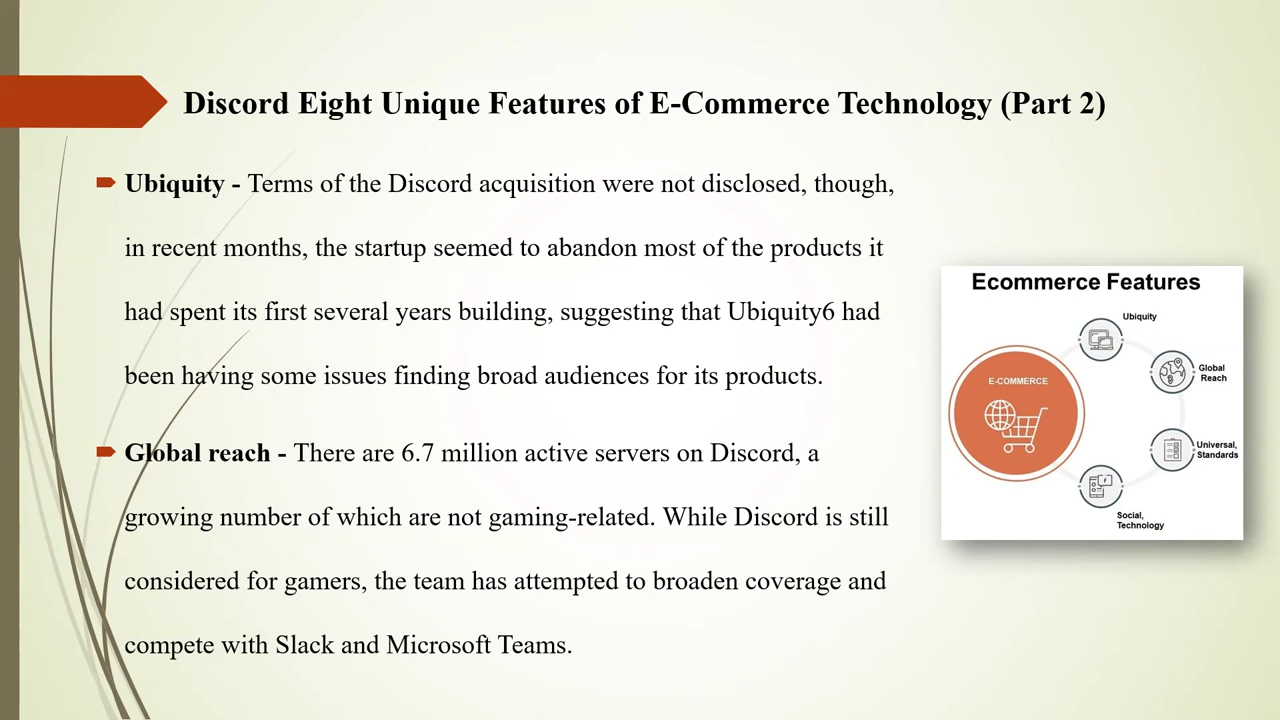 Discord Eight Unique Features of E-Commerce Technology (Part 2)
Ubiquity - Terms of the Discord acquisition were not disclosed, though,
in recent months, the startup seemed to abandon most of the products it
had spent its first several years building, suggesting that Ubiquity6 had
been having some issues finding broad audiences for its products.
Global reach - There are 6.7 million active servers on Discord, a
growing number of which are not gaming-related. While Discord is still
considered for gamers, the team has attempted to broaden coverage and
compete with Slack and Microsoft Teams.
Ecommerce Features
Ubiquity
Global
Reach
E-COMMERCE
Universal,
Standards
Social,
Technology